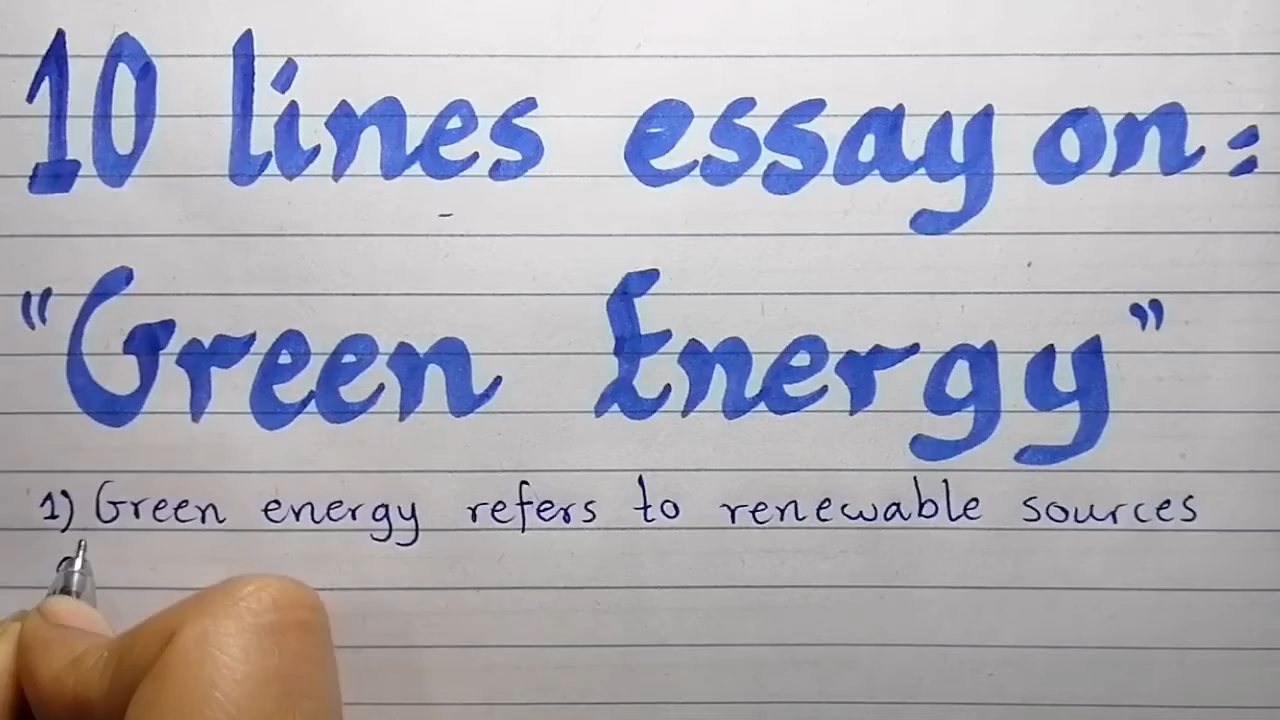 10 lines essay on:
"Green Energy"
1) Green energy refers to renewable sources